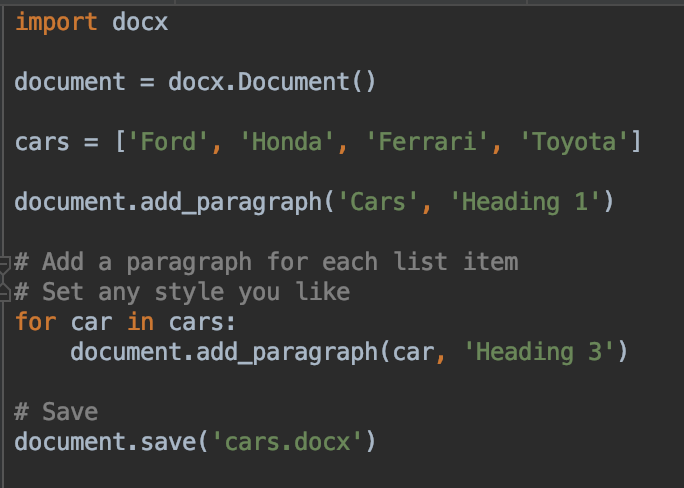 import docx
document = docx.Document()
cars = ['Ford', 'Honda', 'Ferrari', 'Toyota']
document.add_paragraph('Cars', 'Heading 1')
# Add a paragraph for each list item
# Set any style you like
for car in cars:
    document.add_paragraph(car, 'Heading 3')
# Save
document.save('cars.docx')